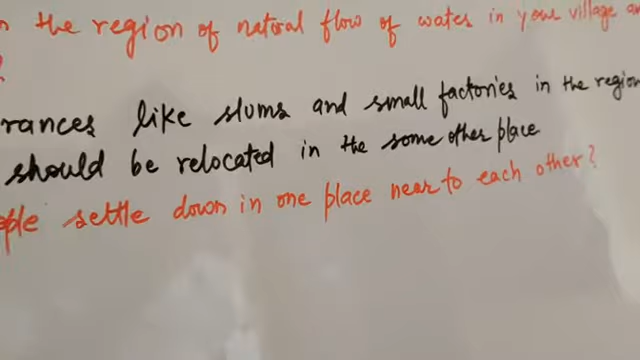 the region of natural flow of water in your village
rances like slums and small factories in the region
should be relocated in the some other place
ople settle down in one place near to each other?